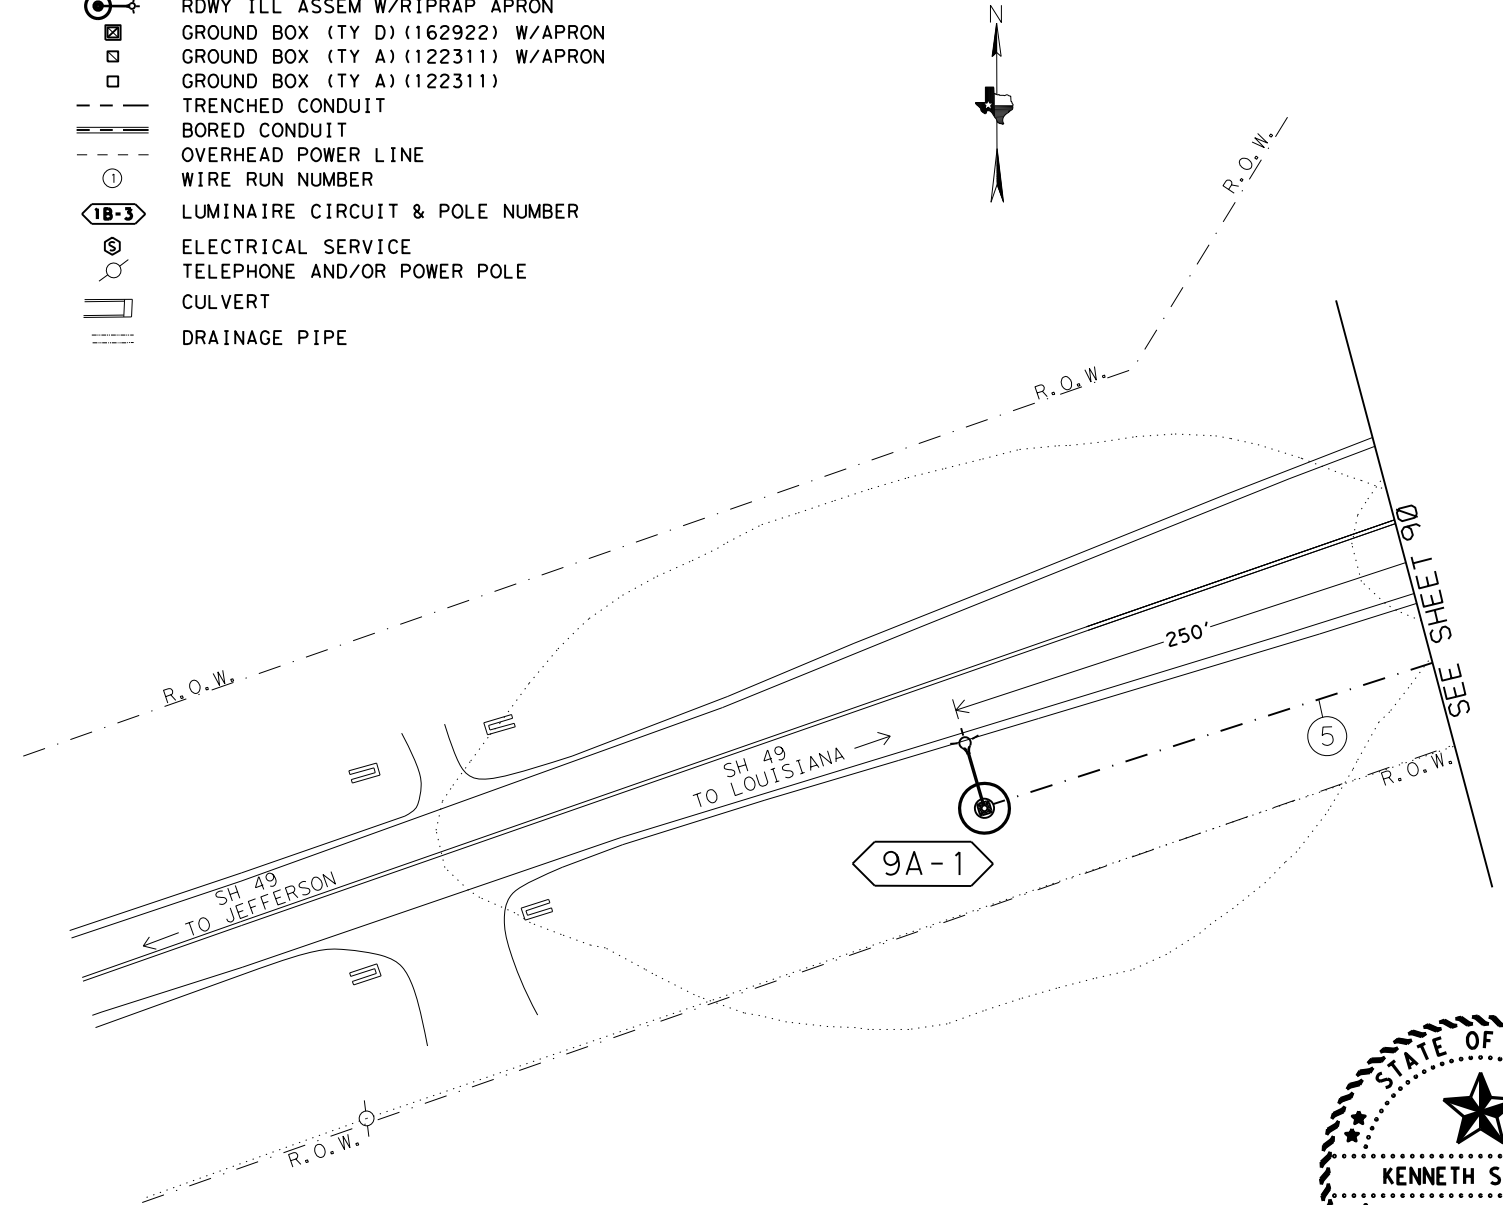 RDWY ILL ASSEM W/RIPRAP APRON
GROUND BOX (TY D)(162922) W/APRON
GROUND BOX (TY A)(122311) W/APRON
GROUND BOX (TY A)(122311)
TRENCHED CONDUIT
BORED CONDUIT
OVERHEAD POWER LINE
1 WIRE RUN NUMBER
1B-3 LUMINAIRE CIRCUIT & POLE NUMBER
S ELECTRICAL SERVICE
TELEPHONE AND/OR POWER POLE
CULVERT
DRAINAGE PIPE
N
R.O.W.
R.O.W.
R.O.W.
SEE SHEET 90
250'
SH 49
TO LOUISIANA
5
R.O.W.
9A-1
SH 49
TO JEFFERSON
R.O.W.
STATE OF
KENNETH S